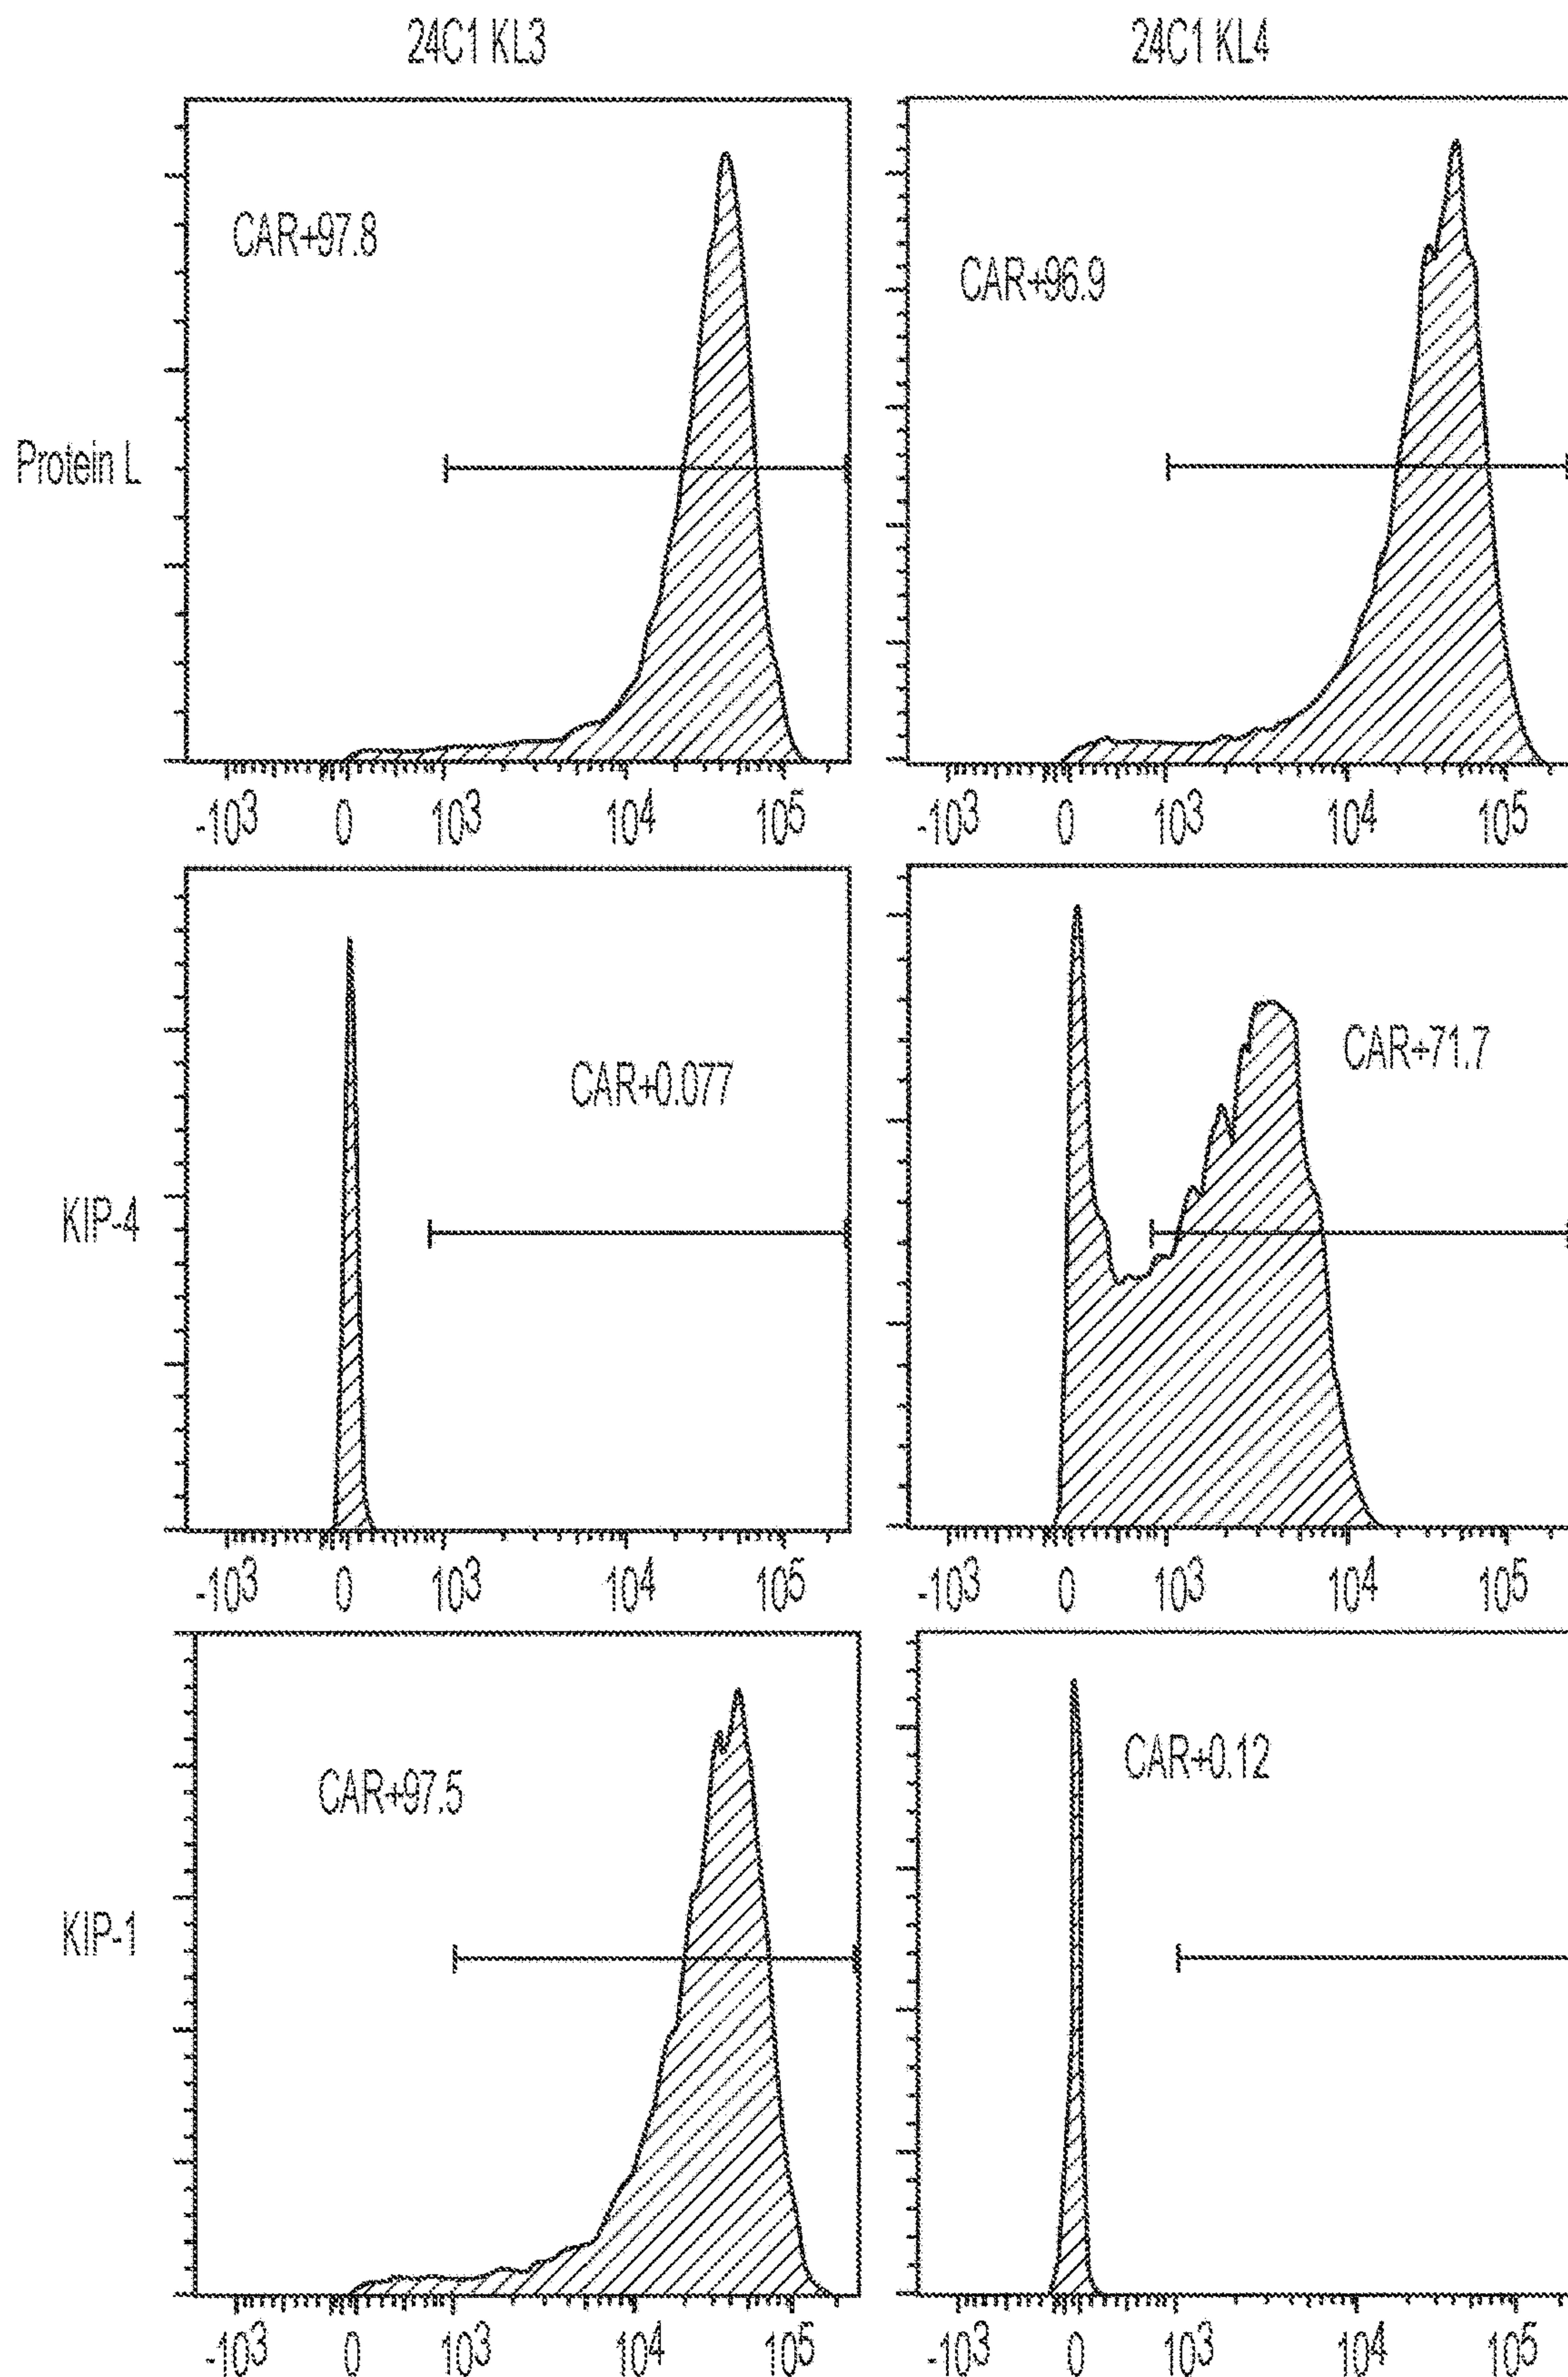 24C1 KL3 24C1 KL4
CAR+97.8
CAR+96.9
Protein L
-10³ 0 10³ 10⁴ 10⁵ -10³ 0 10³ 10⁴ 10⁵
CAR+71.7
CAR+0.077
KIP-4
-10³ 0 10³ 10⁴ 10⁵ -10³ 0 10³ 10⁴ 10⁵
CAR+0.12
CAR+97.5
KIP-1
-10³ 0 10³ 10⁴ 10⁵ -10³ 0 10³ 10⁴ 10⁵